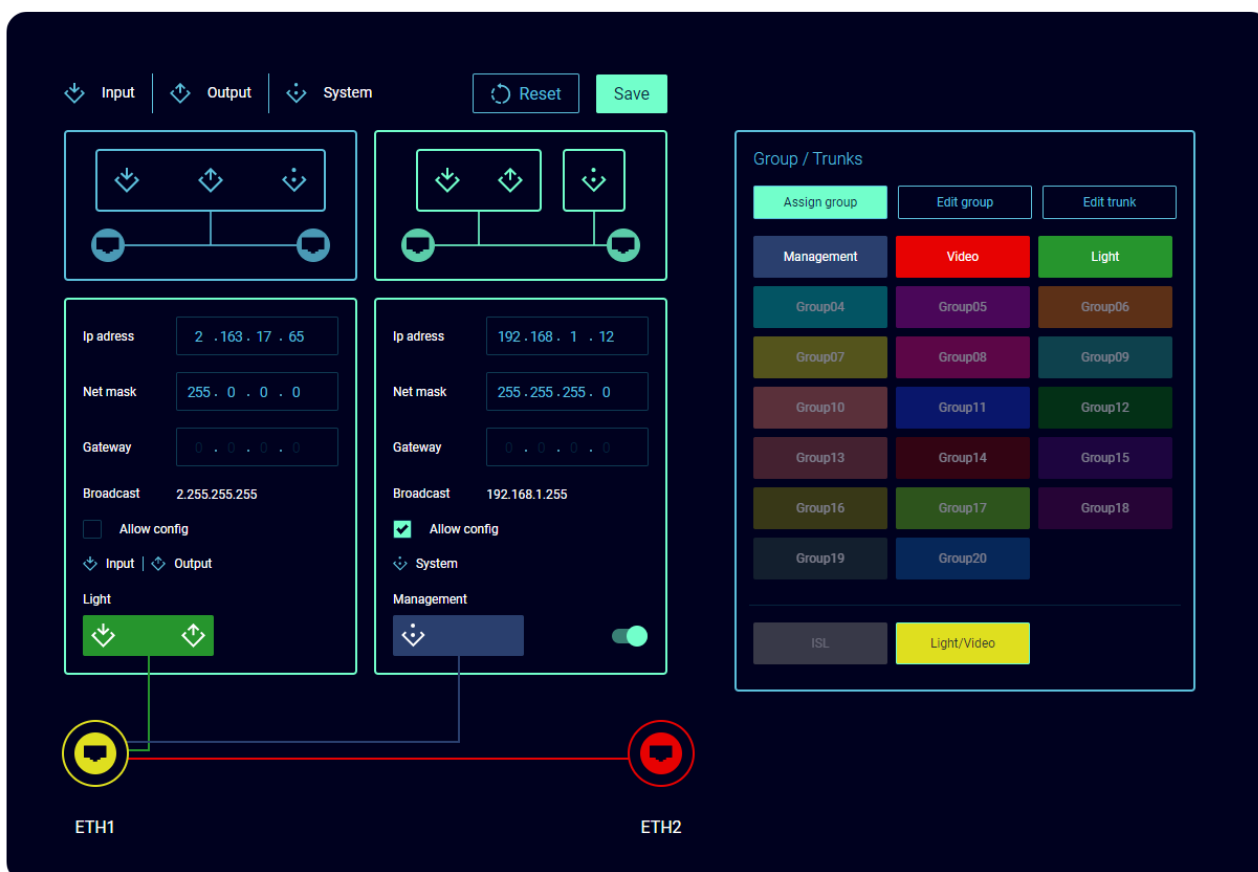 Input Output System Reset Save
Group / Trunks
Assign group Edit group Edit trunk
Management Video Light
Group04 Group05 Group06
Group07 Group08 Group09
Group10 Group11 Group12
Group13 Group14 Group15
Group16 Group17 Group18
Group19 Group20
ISL Light/Video
Ip adress 2 .163. 17 . 65
Net mask 255. 0 . 0 . 0
Gateway 0 . 0 . 0 . 0
Broadcast 2.255.255.255
Allow config
Input | Output
Light
Ip adress 192.168. 1 . 12
Net mask 255.255.255. 0
Gateway 0 . 0 . 0 . 0
Broadcast 192.168.1.255
Allow config
System
Management
ETH1 ETH2